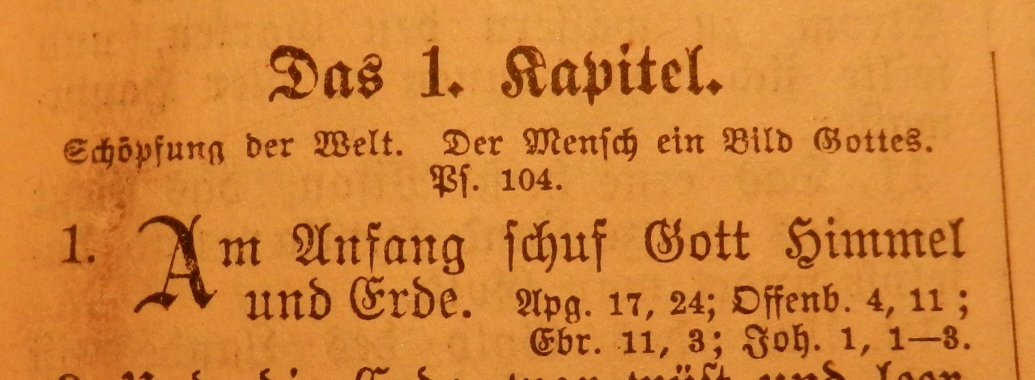 Das 1. Kapitel.
Schöpfung der Welt. Der Mensch ein Bild Gottes.
Ps. 104.
1. Am Anfang schuf Gott Himmel
und Erde. Apg. 17, 24; Offenb. 4, 11;
Ebr. 11, 3; Joh. 1, 1—3.